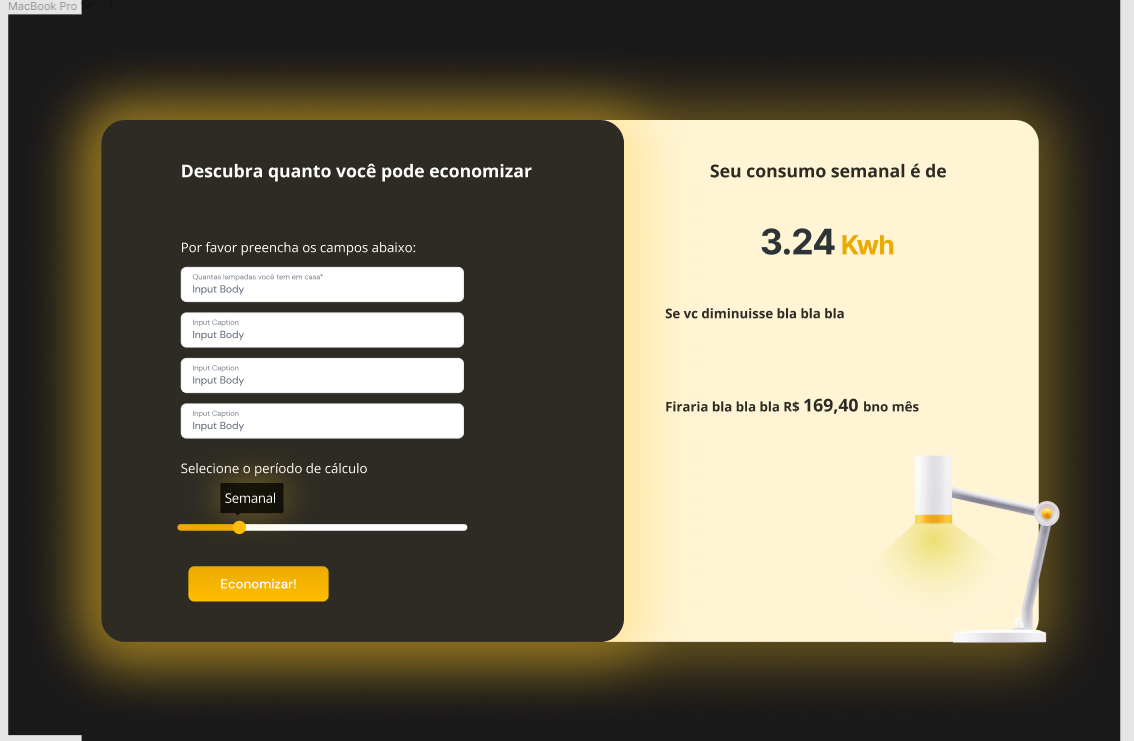 MacBook Pro 16" - 1
Descubra quanto você pode economizar
Por favor preencha os campos abaixo:
Quantas lampadas você tem em casa*
Input Body
Input Caption
Input Body
Input Caption
Input Body
Input Caption
Input Body
Selecione o período de cálculo
Semanal
Economizar!
Seu consumo semanal é de
3.24 Kwh
Se vc diminuisse bla bla bla
Firaria bla bla bla R$ 169,40 bno mês